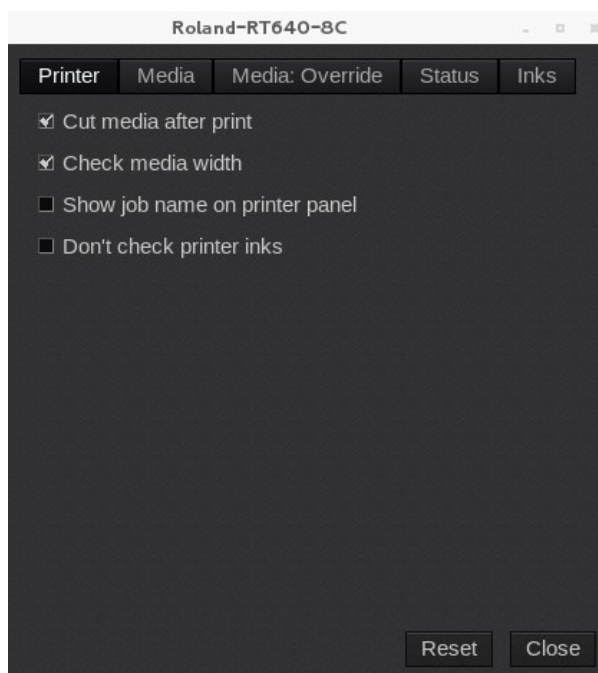 Roland-RT640-8C
Printer Media Media: Override Status Inks
Cut media after print
Check media width
Show job name on printer panel
Don't check printer inks
Reset Close